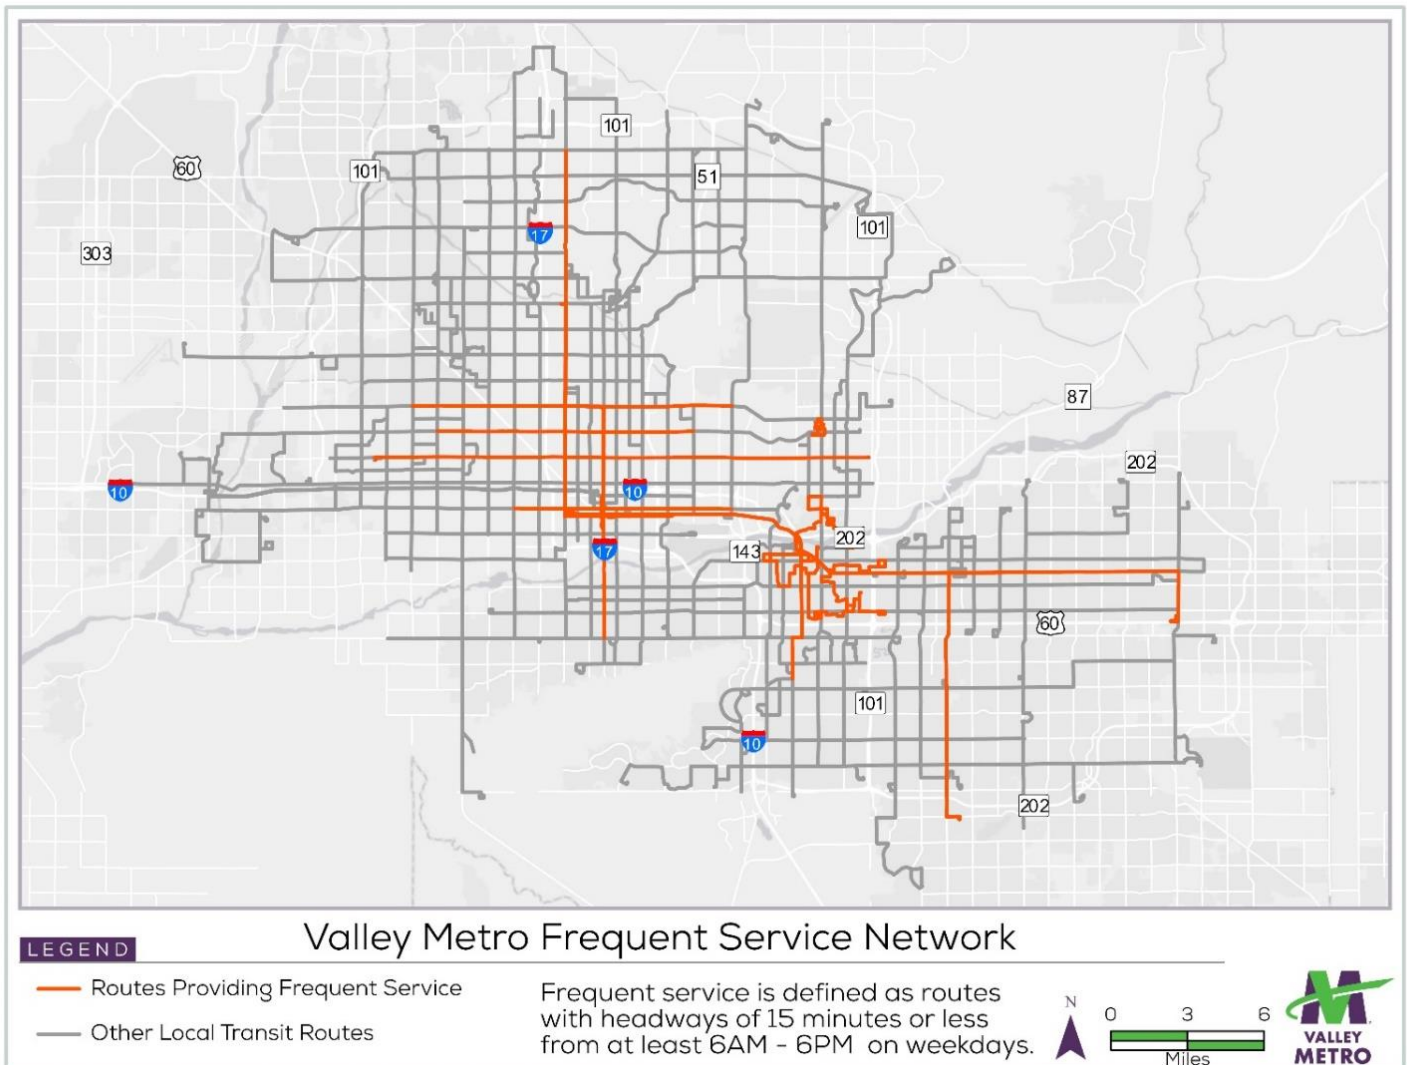 101
60
101
51
303
17
101
87
202
10
10
202
17
143
60
101
10
202
Valley Metro Frequent Service Network
LEGEND
Routes Providing Frequent Service
Other Local Transit Routes
Frequent service is defined as routes
with headways of 15 minutes or less
from at least 6AM - 6PM on weekdays.
N
0 3 6
Miles
VALLEY
METRO